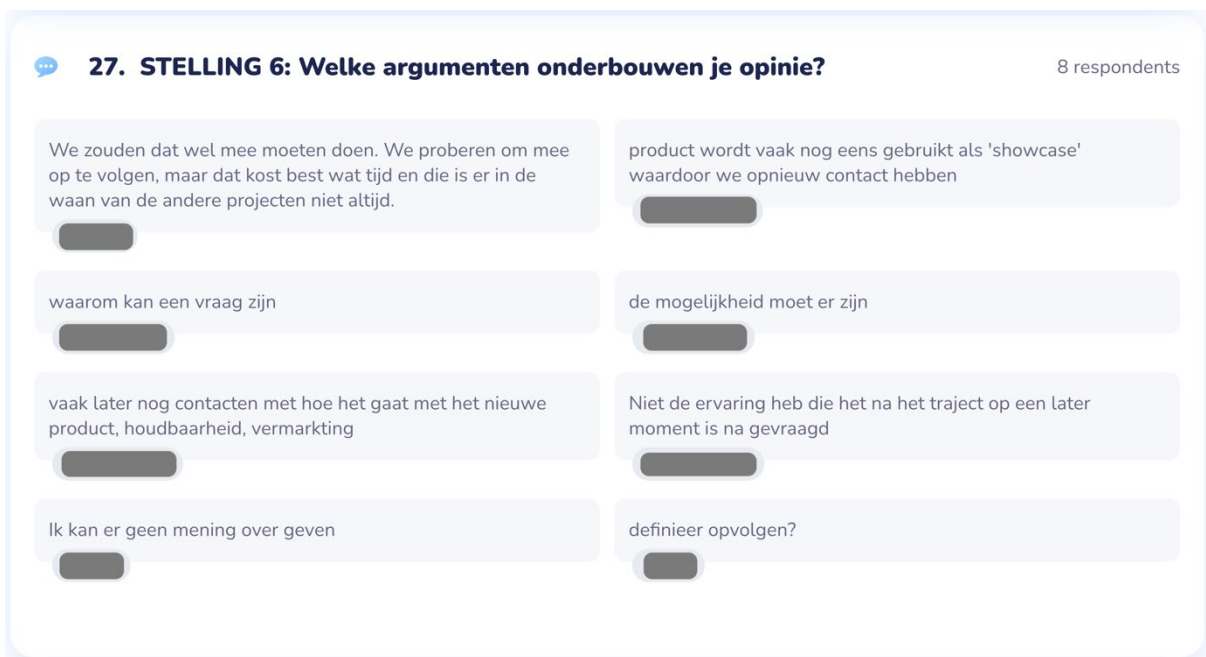 27. STELLING 6: Welke argumenten onderbouwen je opinie?
8 respondents
We zouden dat wel mee moeten doen. We proberen om mee
op te volgen, maar dat kost best wat tijd en die is er in de
waan van de andere projecten niet altijd.
product wordt vaak nog eens gebruikt als 'showcase'
waardoor we opnieuw contact hebben
waarom kan een vraag zijn
de mogelijkheid moet er zijn
vaak later nog contacten met hoe het gaat met het nieuwe
product, houdbaarheid, vermarkting
Niet de ervaring heb die het na het traject op een later
moment is na gevraagd
Ik kan er geen mening over geven
definieer opvolgen?